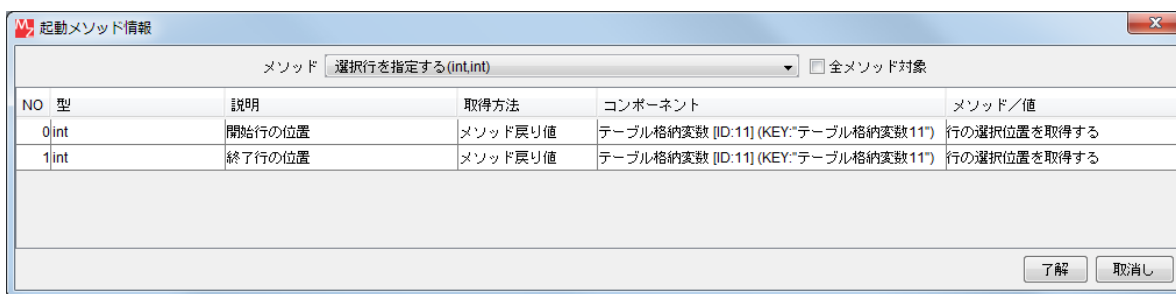 起動メソッド情報
メソッド 選択行を指定する(int,int) 全メソッド対象
NO 型 説明 取得方法 コンポーネント メソッド／値
0 int 開始行の位置 メソッド戻り値 テーブル格納変数 [ID:11] (KEY:"テーブル格納変数11") 行の選択位置を取得する
1 int 終了行の位置 メソッド戻り値 テーブル格納変数 [ID:11] (KEY:"テーブル格納変数11") 行の選択位置を取得する
了解 取消し